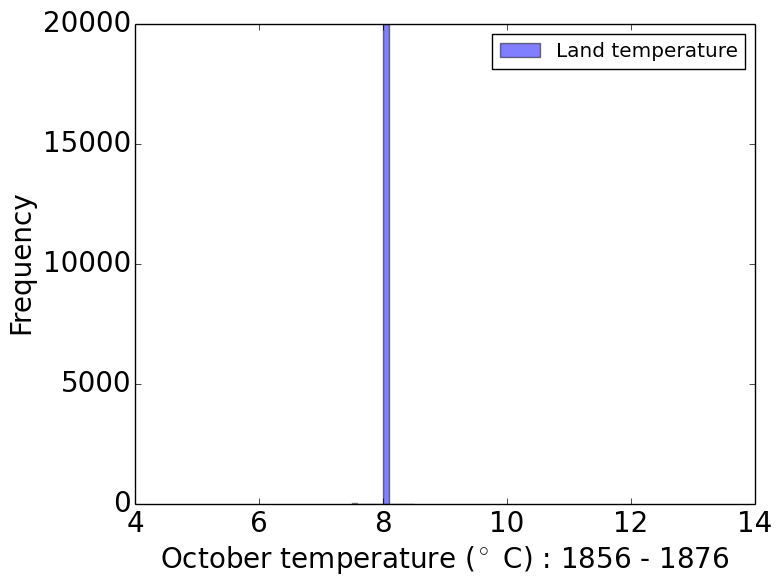 20000
Land temperature
15000
Frequency
10000
5000
0
4 6 8 10 12 14
October temperature (° C) : 1856 - 1876